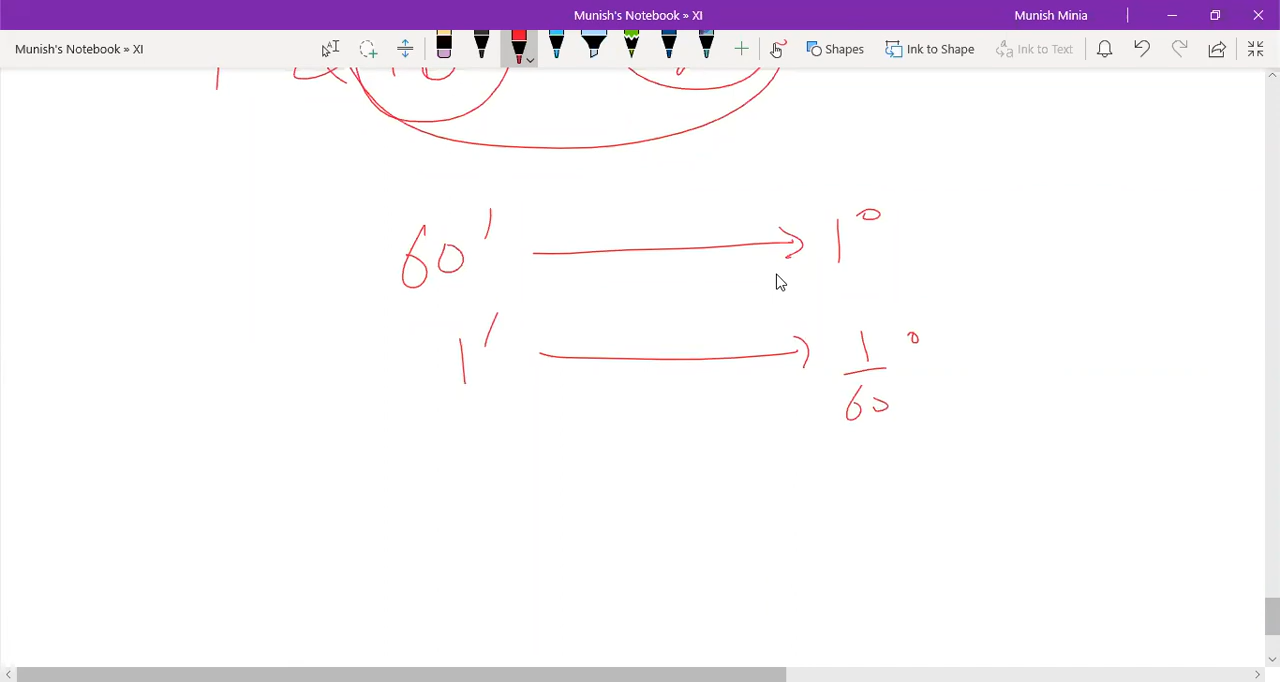 Munish's Notebook » XI
Munish Minia
Munish's Notebook » XI
Shapes
Ink to Shape
Ink to Text
60' → 1°
1' → 1/60 °